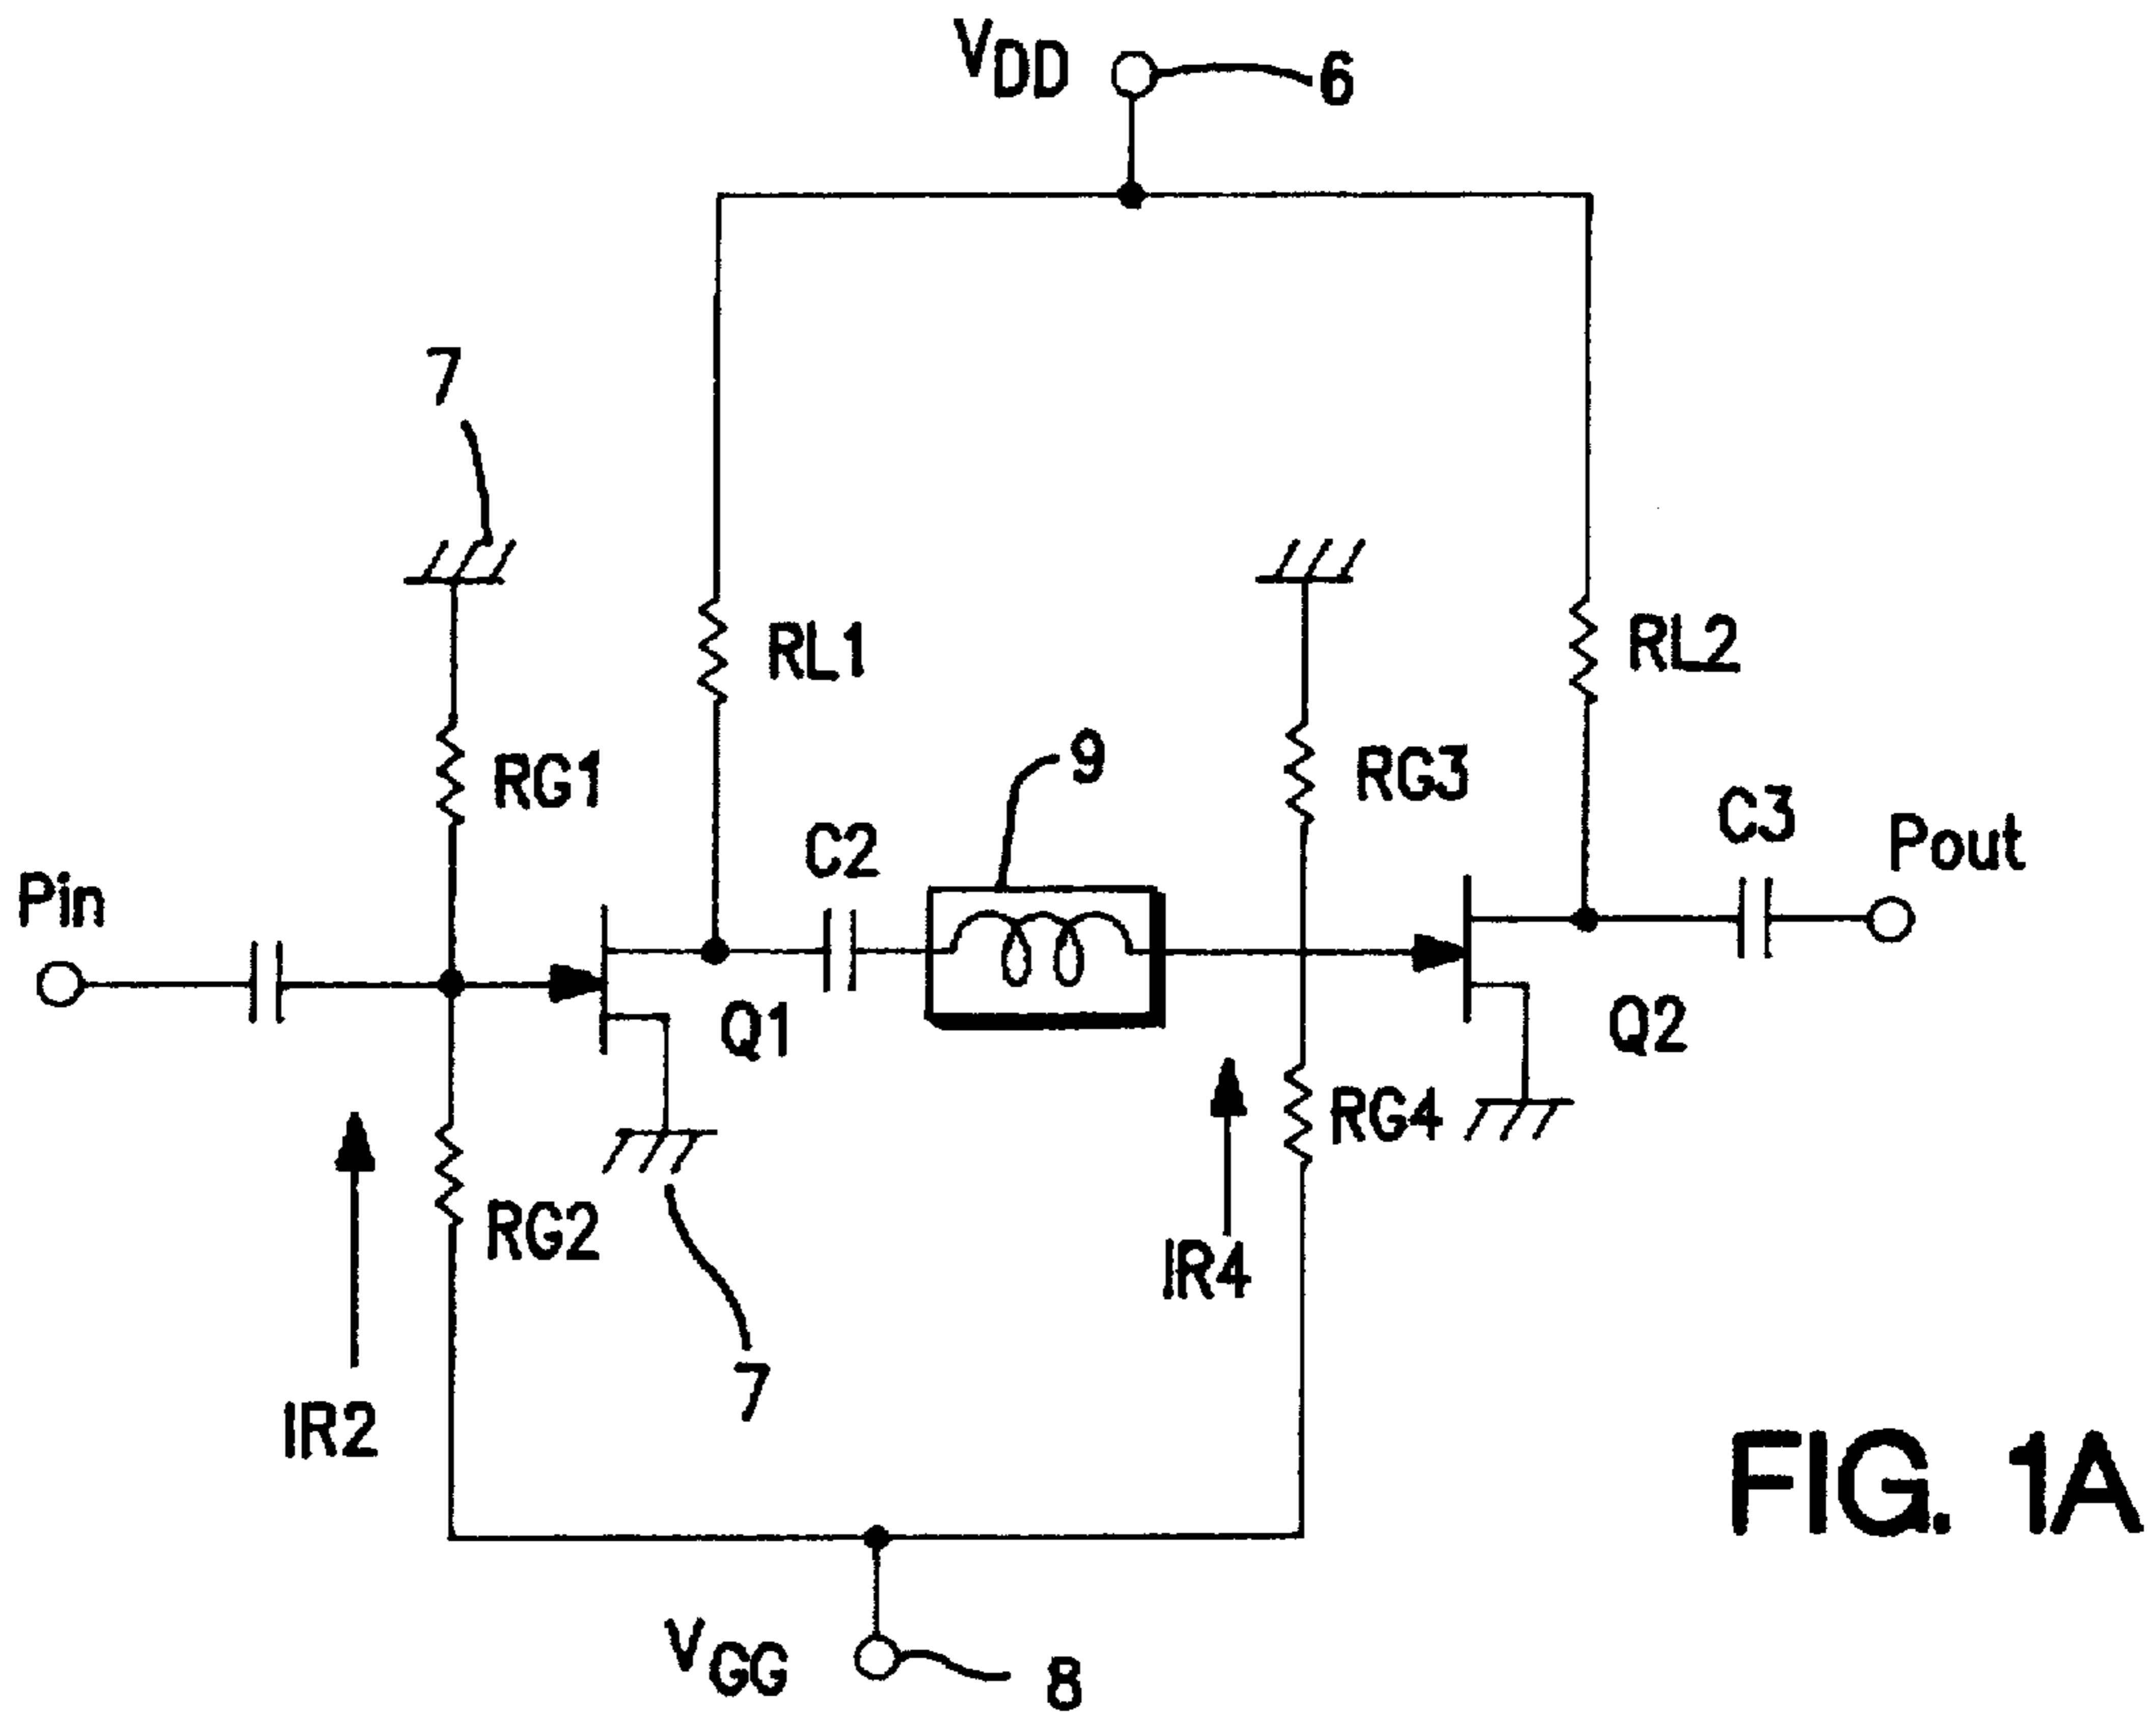 VDD
6
7
RL1
RL2
RG1
9
RG3
C2
C3
Pout
Pin
Q1
Q2
RG4
RG2
IR4
7
IR2
FIG. 1A
VGG
8